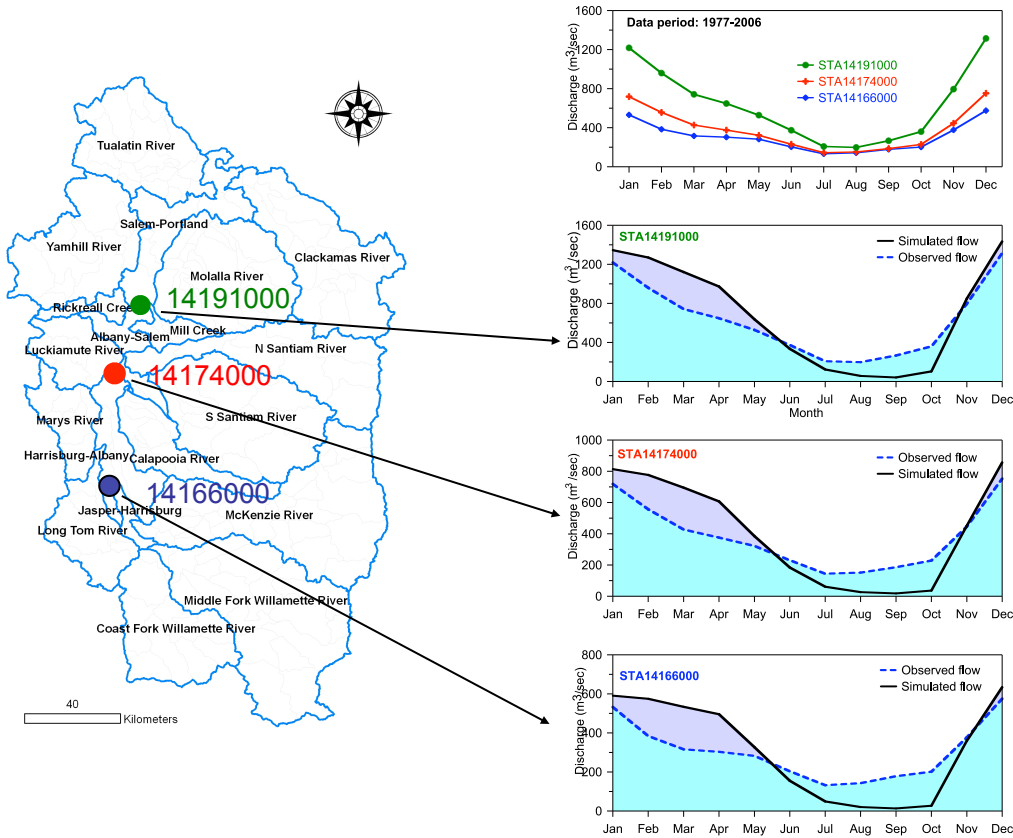 Tualatin River
Salem-Portland
Yamhill River
Clackamas River
Molalla River
14191000
Rickreall Cree
Mill Creek
Albany-Salem
Luckiamute River
N Santiam River
14174000
S Santiam River
Marys River
Harrisburg-Albany
Calapooia River
14166000
Jasper-Harrisburg
McKenzie River
Long Tom River
Middle Fork Willamette River
Coast Fork Willamette River
40
Kilometers
1600
1200
800
400
0
Discharge (m3/sec)
Data period: 1977-2006
STA14191000
STA14174000
STA14166000
Jan Feb Mar Apr May Jun Jul Aug Sep Oct Nov Dec
1600
1200
800
400
0
Discharge (m3/sec)
STA14191000
Simulated flow
Observed flow
Jan Feb Mar Apr May Jun Jul Aug Sep Oct Nov Dec
Month
1000
800
600
400
200
0
Discharge (m3/sec)
STA14174000
Observed flow
Simulated flow
Jan Feb Mar Apr May Jun Jul Aug Sep Oct Nov Dec
800
600
400
200
0
Discharge (m3/sec)
STA14166000
Observed flow
Simulated flow
Jan Feb Mar Apr May Jun Jul Aug Sep Oct Nov Dec